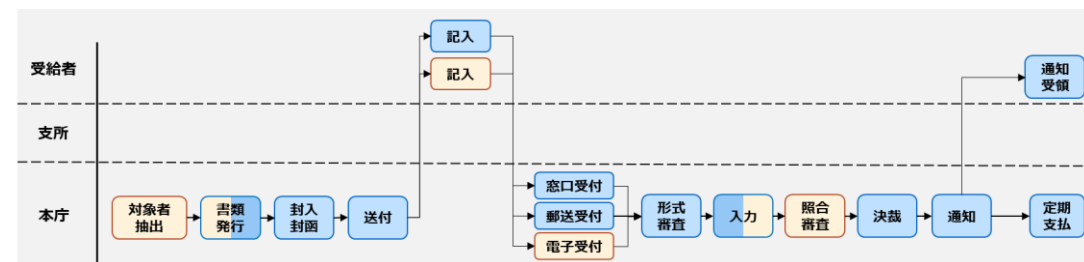 受給者
記入
記入
通知
受領
支所
本庁
対象者
抽出
書類
発行
封入
封函
送付
窓口受付
郵送受付
電子受付
形式
審査
入力
照合
審査
決裁
通知
定期
支払